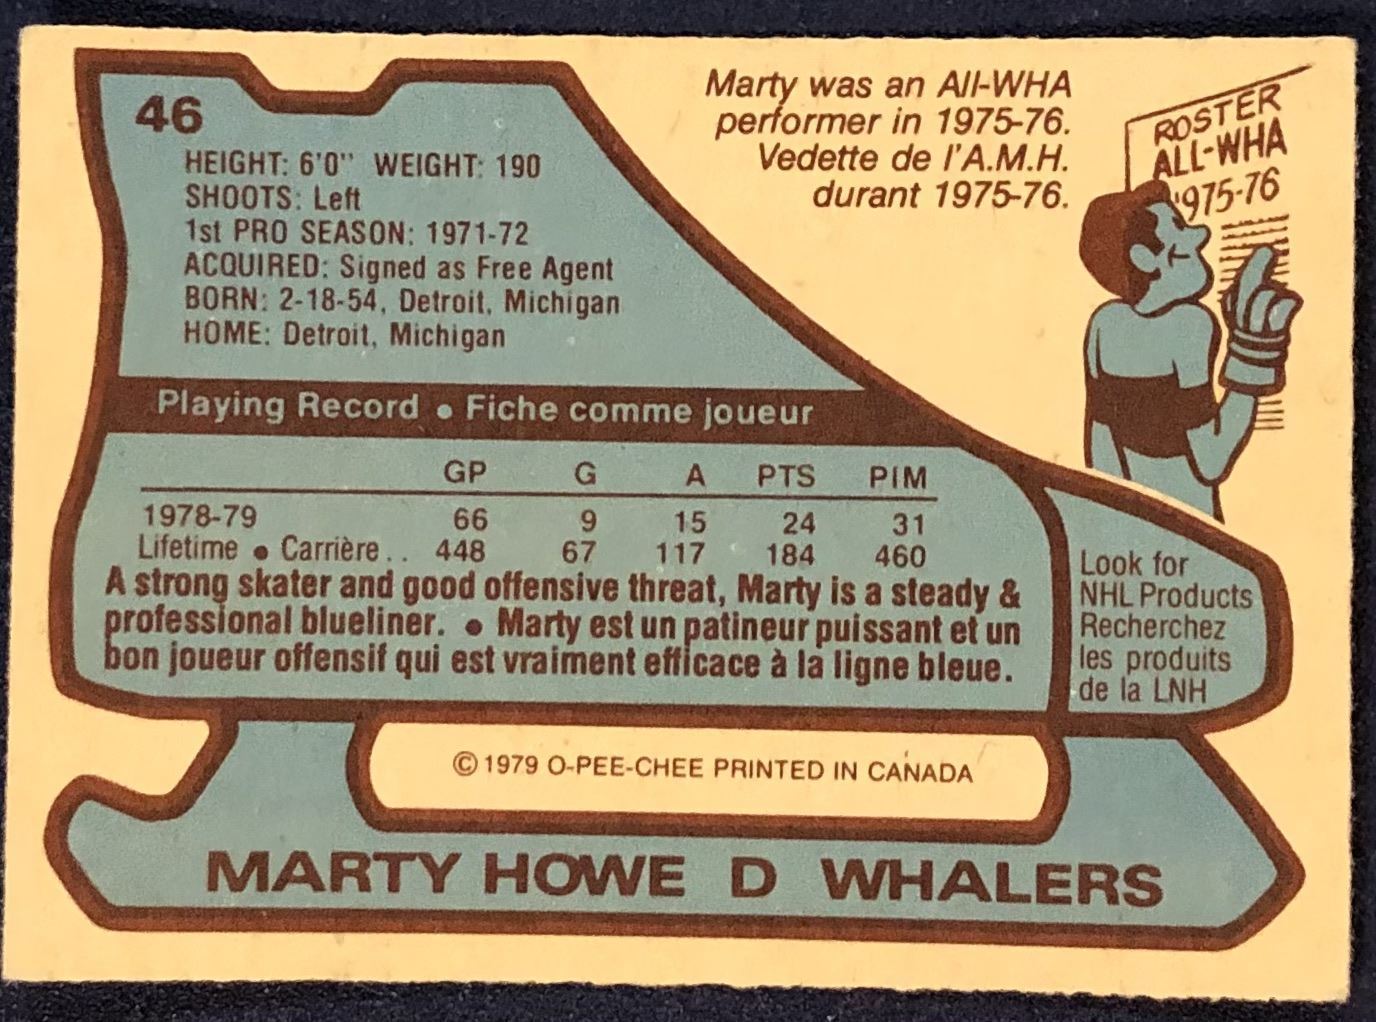 46
HEIGHT: 6'0" WEIGHT: 190
SHOOTS: Left
1st PRO SEASON: 1971-72
ACQUIRED: Signed as Free Agent
BORN: 2-18-54, Detroit, Michigan
HOME: Detroit, Michigan
Marty was an All-WHA
performer in 1975-76.
Vedette de l'A.M.H.
durant 1975-76.
ROSTER
ALL-WHA
1975-76
Playing Record • Fiche comme joueur
GP G A PTS PIM
1978-79 66 9 15 24 31
Lifetime • Carrière .. 448 67 117 184 460
A strong skater and good offensive threat, Marty is a steady &
professional blueliner. • Marty est un patineur puissant et un
bon joueur offensif qui est vraiment efficace à la ligne bleue.
Look for
NHL Products
Recherchez
les produits
de la LNH
© 1979 O-PEE-CHEE PRINTED IN CANADA
MARTY HOWE D WHALERS